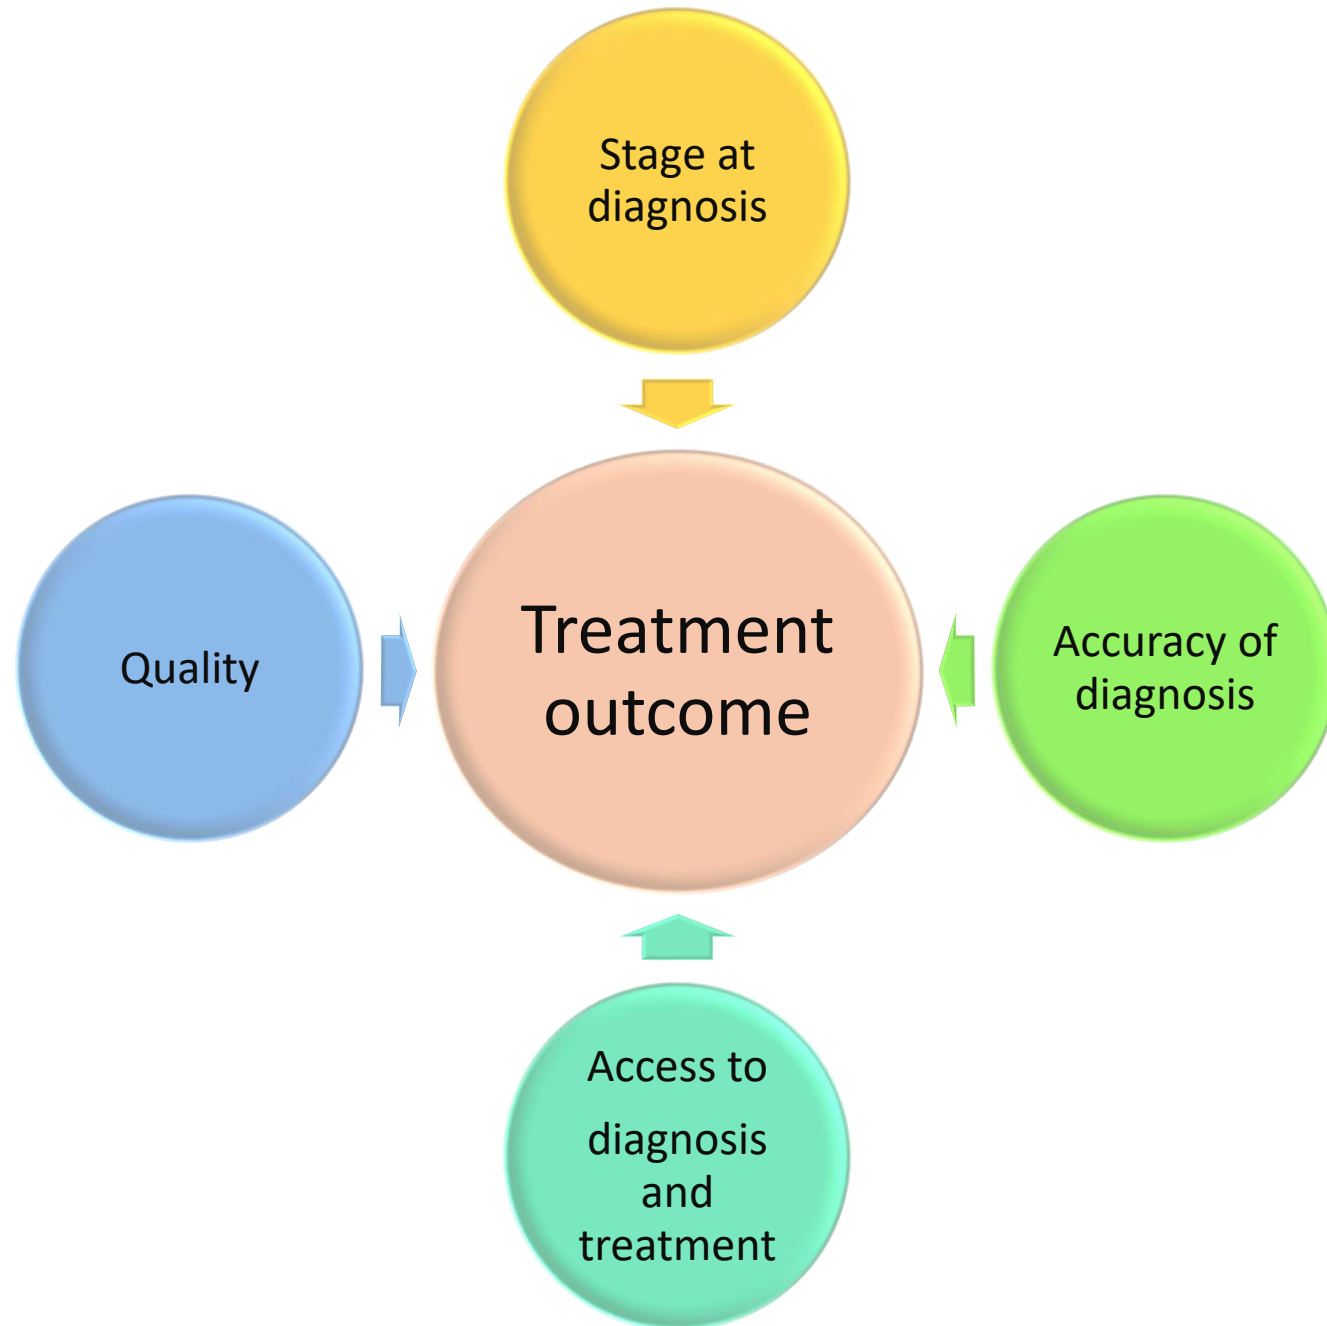 Stage at
diagnosis
Quality
Treatment
outcome
Accuracy of
diagnosis
Access to
diagnosis
and
treatment